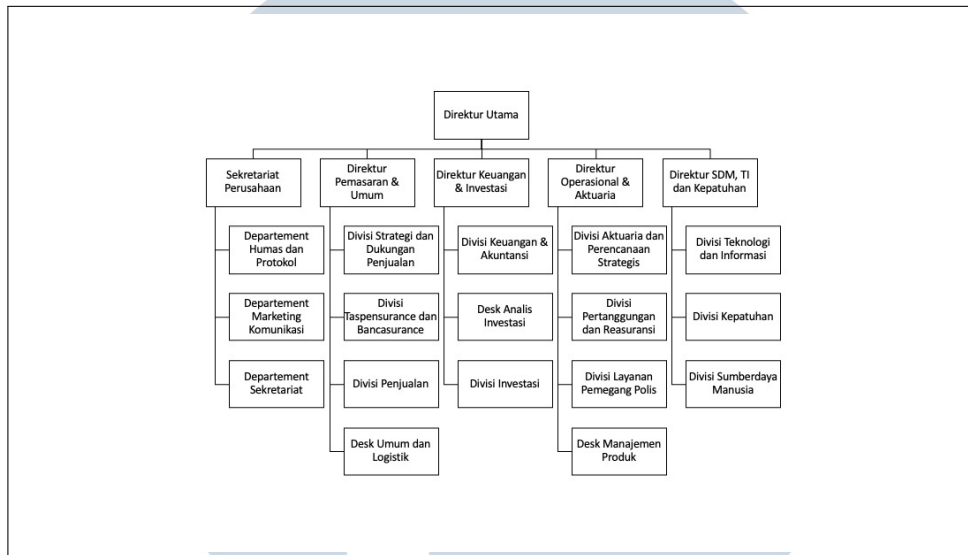 Direktur Utama
Sekretariat
Perusahaan
Direktur
Pemasaran &
Umum
Direktur Keuangan
& Investasi
Direktur
Operasional &
Aktuaria
Direktur SDM, TI
dan Kepatuhan
Departement
Humas dan
Protokol
Departement
Marketing
Komunikasi
Departement
Sekretariat
Divisi Strategi dan
Dukungan
Penjualan
Divisi
Taspensurance dan
Bancasurance
Divisi Penjualan
Desk Umum dan
Logistik
Divisi Keuangan &
Akuntansi
Desk Analis
Investasi
Divisi Investasi
Divisi Aktuaria dan
Perencanaan
Strategis
Divisi
Pertanggungan
dan Reasuransi
Divisi Layanan
Pemegang Polis
Desk Manajemen
Produk
Divisi Teknologi
dan Informasi
Divisi Kepatuhan
Divisi Sumberdaya
Manusia